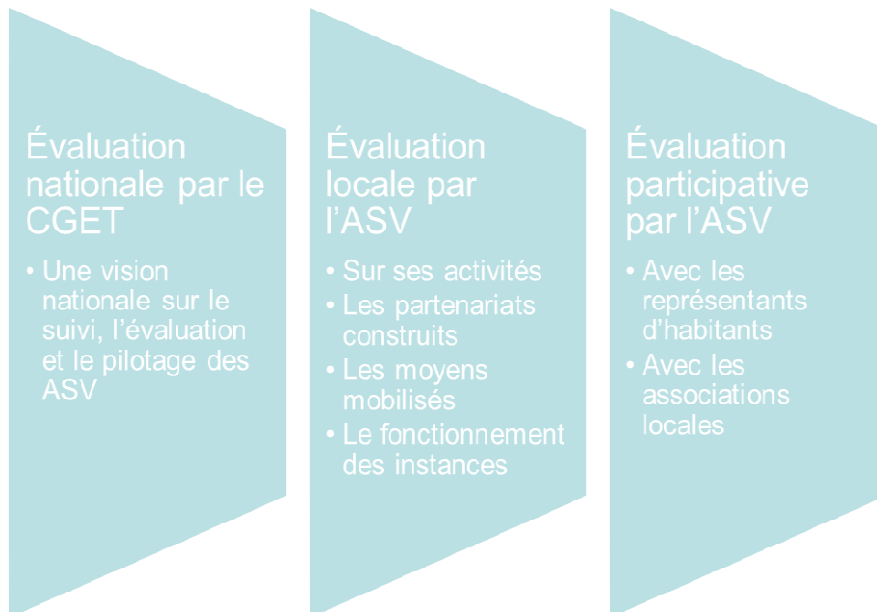 Évaluation
nationale par le
CGET
• Une vision
nationale sur le
suivi, l'évaluation
et le pilotage des
ASV
Évaluation
locale par
l'ASV
• Sur ses activités
• Les partenariats
construits
• Les moyens
mobilisés
• Le fonctionnement
des instances
Évaluation
participative
par l'ASV
• Avec les
représentants
d'habitants
• Avec les
associations
locales